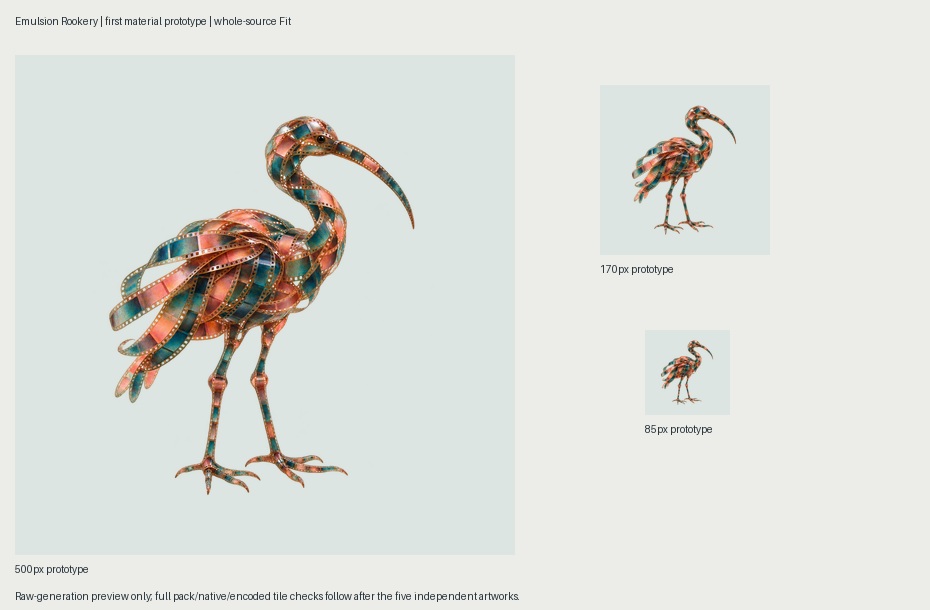 Emulsion Rookery | first material prototype | whole-source Fit
170px prototype
85px prototype
500px prototype
Raw-generation preview only; full pack/native/encoded tile checks follow after the five independent artworks.